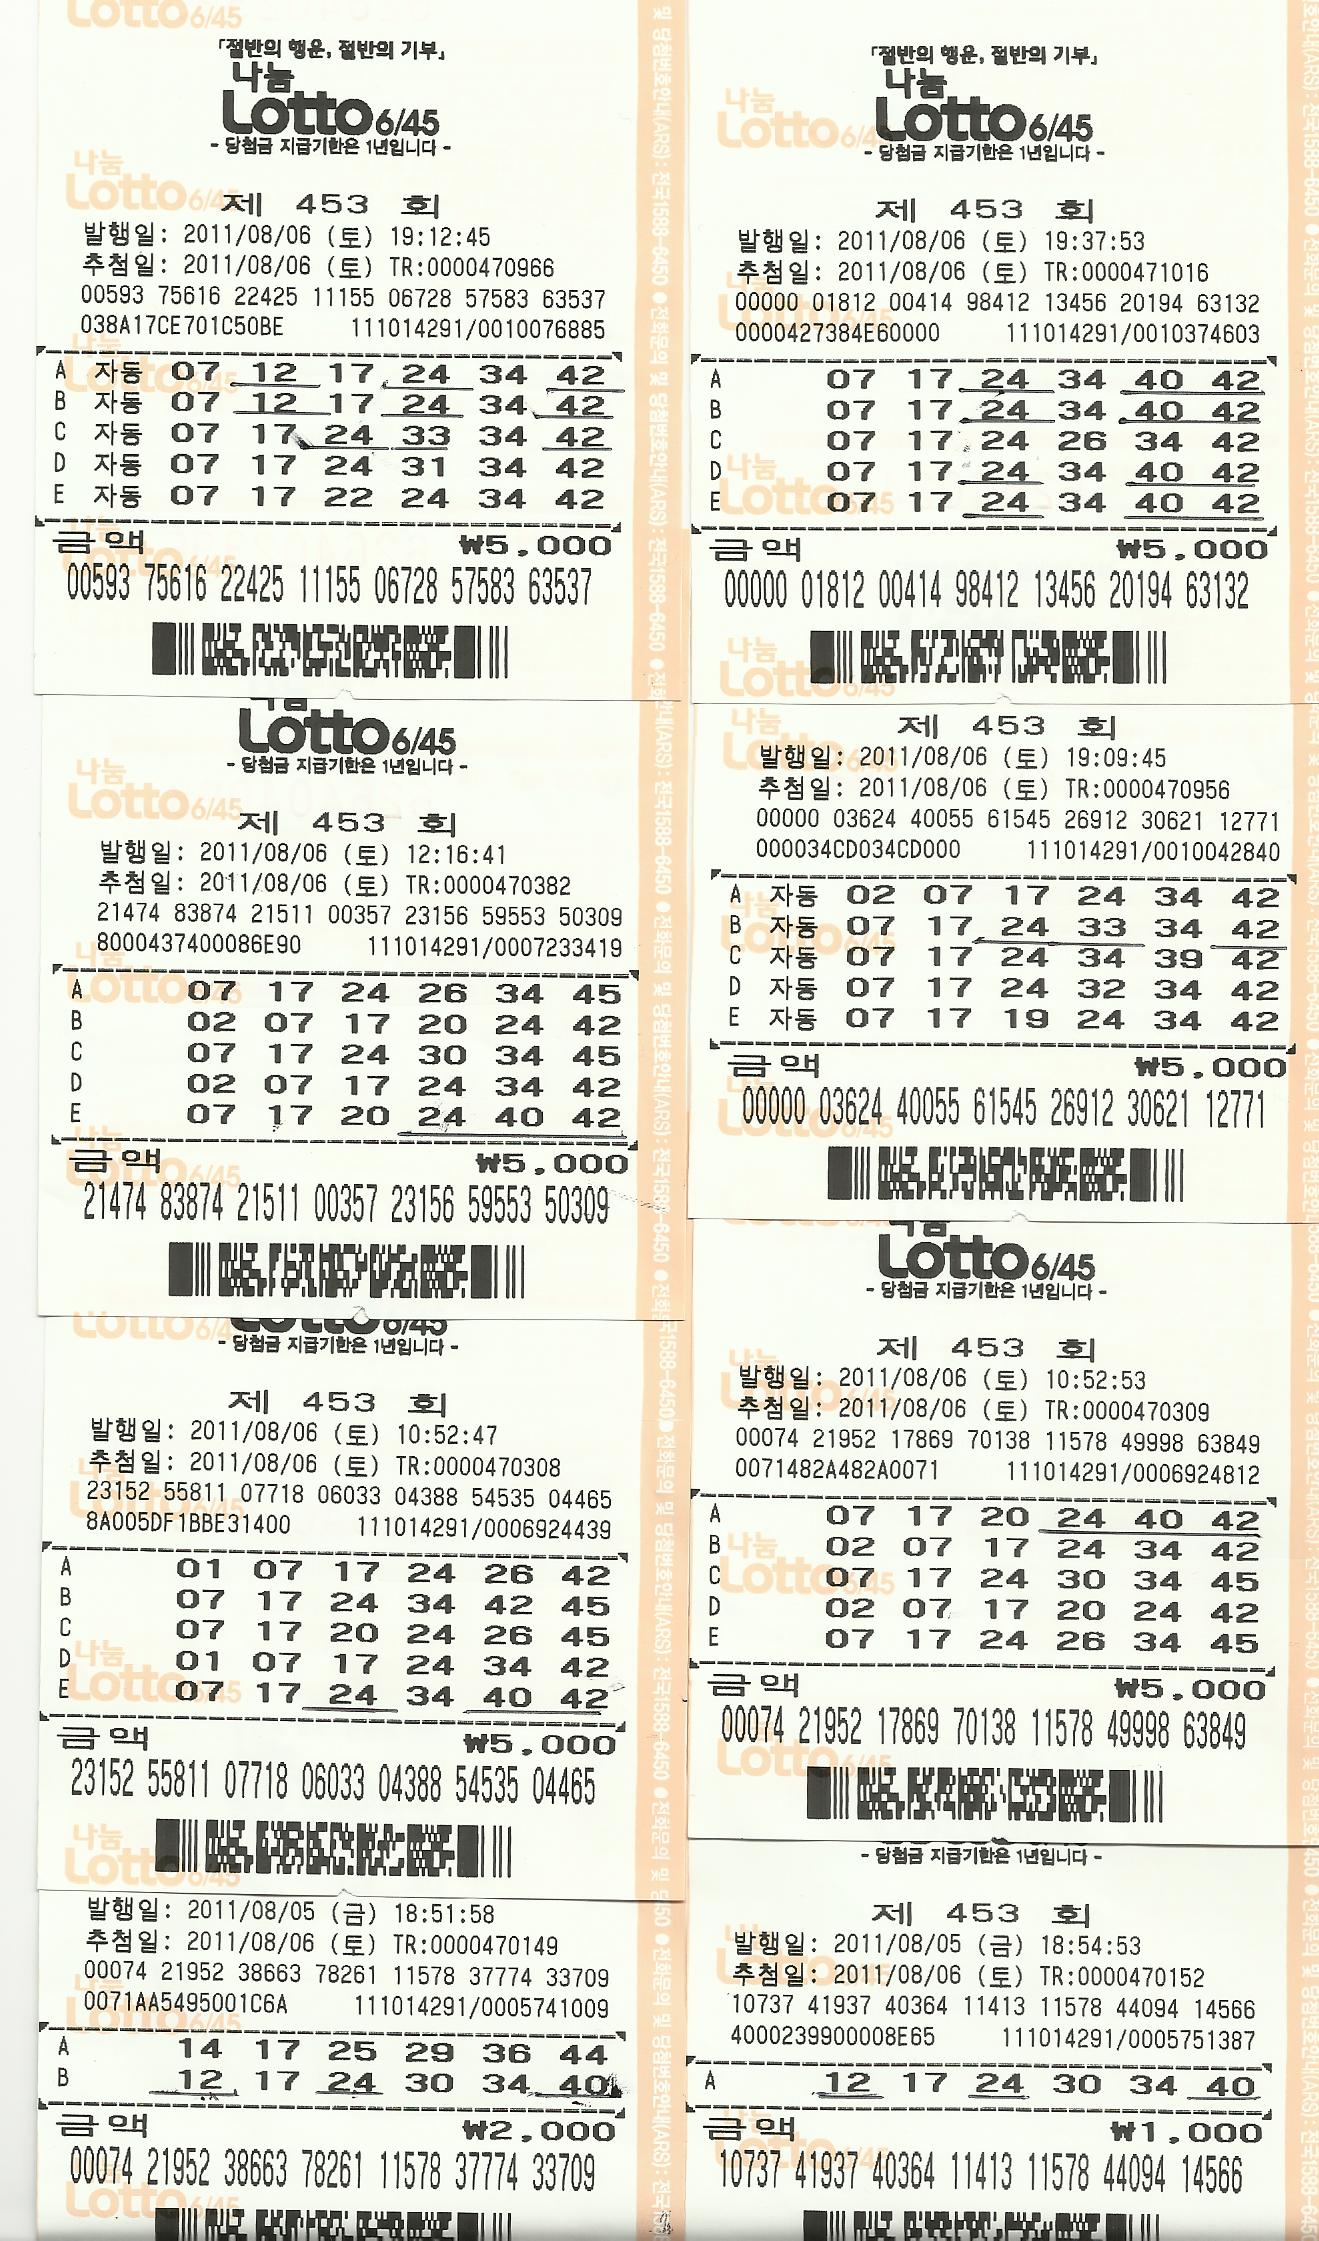 「절반의 행운, 절반의 기부」
나눔
Lotto 6/45
- 당첨금 지급기한은 1년입니다 -
제 453 회
발행일: 2011/08/06 (토) 19:12:45
추첨일: 2011/08/06 (토) TR:0000470966
00593 75616 22425 11155 06728 57583 63537
038A17CE701C50BE 111014291/0010076885
A 자동 07 12 17 24 34 42
B 자동 07 12 17 24 34 42
C 자동 07 17 24 33 34 42
D 자동 07 17 24 31 34 42
E 자동 07 17 22 24 34 42
금액 ₩5,000
00593 75616 22425 11155 06728 57583 63537
「절반의 행운, 절반의 기부」
나눔
Lotto 6/45
- 당첨금 지급기한은 1년입니다 -
제 453 회
발행일: 2011/08/06 (토) 19:37:53
추첨일: 2011/08/06 (토) TR:0000471016
00000 01812 00414 98412 13456 20194 63132
0000427384E60000 111014291/0010374603
A 07 17 24 34 40 42
B 07 17 24 34 40 42
C 07 17 24 26 34 42
D 07 17 24 34 40 42
E 07 17 24 34 40 42
금액 ₩5,000
00000 01812 00414 98412 13456 20194 63132
Lotto 6/45
- 당첨금 지급기한은 1년입니다 -
제 453 회
발행일: 2011/08/06 (토) 12:16:41
추첨일: 2011/08/06 (토) TR:0000470382
21474 83874 21511 00357 23156 59553 50309
8000437400086E90 111014291/0007233419
A 07 17 24 26 34 45
B 02 07 17 20 24 42
C 07 17 24 30 34 45
D 02 07 17 24 34 42
E 07 17 20 24 40 42
금액 ₩5,000
21474 83874 21511 00357 23156 59553 50309
제 453 회
발행일: 2011/08/06 (토) 19:09:45
추첨일: 2011/08/06 (토) TR:0000470956
00000 03624 40055 61545 26912 30621 12771
000034CD034CD000 111014291/0010042840
A 자동 02 07 17 24 34 42
B 자동 07 17 24 33 34 42
C 자동 07 17 24 34 39 42
D 자동 07 17 24 32 34 42
E 자동 07 17 19 24 34 42
금액 ₩5,000
00000 03624 40055 61545 26912 30621 12771
- 당첨금 지급기한은 1년입니다 -
제 453 회
발행일: 2011/08/06 (토) 10:52:47
추첨일: 2011/08/06 (토) TR:0000470308
23152 55811 07718 06033 04388 54535 04465
8A005DF1BBE31400 111014291/0006924439
A 01 07 17 24 26 42
B 07 17 24 34 42 45
C 07 17 20 24 26 45
D 01 07 17 24 34 42
E 07 17 24 34 40 42
금액 ₩5,000
23152 55811 07718 06033 04388 54535 04465
Lotto 6/45
- 당첨금 지급기한은 1년입니다 -
제 453 회
발행일: 2011/08/06 (토) 10:52:53
추첨일: 2011/08/06 (토) TR:0000470309
00074 21952 17869 70138 11578 49998 63849
0071482A482A0071 111014291/0006924812
A 07 17 20 24 40 42
B 02 07 17 24 34 42
C 07 17 24 30 34 45
D 02 07 17 20 24 42
E 07 17 24 26 34 45
금액 ₩5,000
00074 21952 17869 70138 11578 49998 63849
발행일: 2011/08/05 (금) 18:51:58
추첨일: 2011/08/06 (토) TR:0000470149
00074 21952 38663 78261 11578 37774 33709
0071AA5495001C6A 111014291/0005741009
A 14 17 25 29 36 44
B 12 17 24 30 34 40
금액 ₩2,000
00074 21952 38663 78261 11578 37774 33709
- 당첨금 지급기한은 1년입니다 -
제 453 회
발행일: 2011/08/05 (금) 18:54:53
추첨일: 2011/08/06 (토) TR:0000470152
10737 41937 40364 11413 11578 44094 14566
4000239900008E65 111014291/0005751387
A 12 17 24 30 34 40
금액 ₩1,000
10737 41937 40364 11413 11578 44094 14566